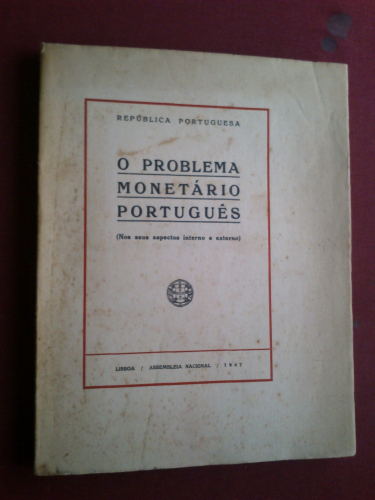 REPÚBLICA PORTUGUESA
O PROBLEMA
MONETÁRIO
PORTUGUÊS
(Nos seus aspectos interno e externo)
LISBOA / ASSEMBLEIA NACIONAL / 1947